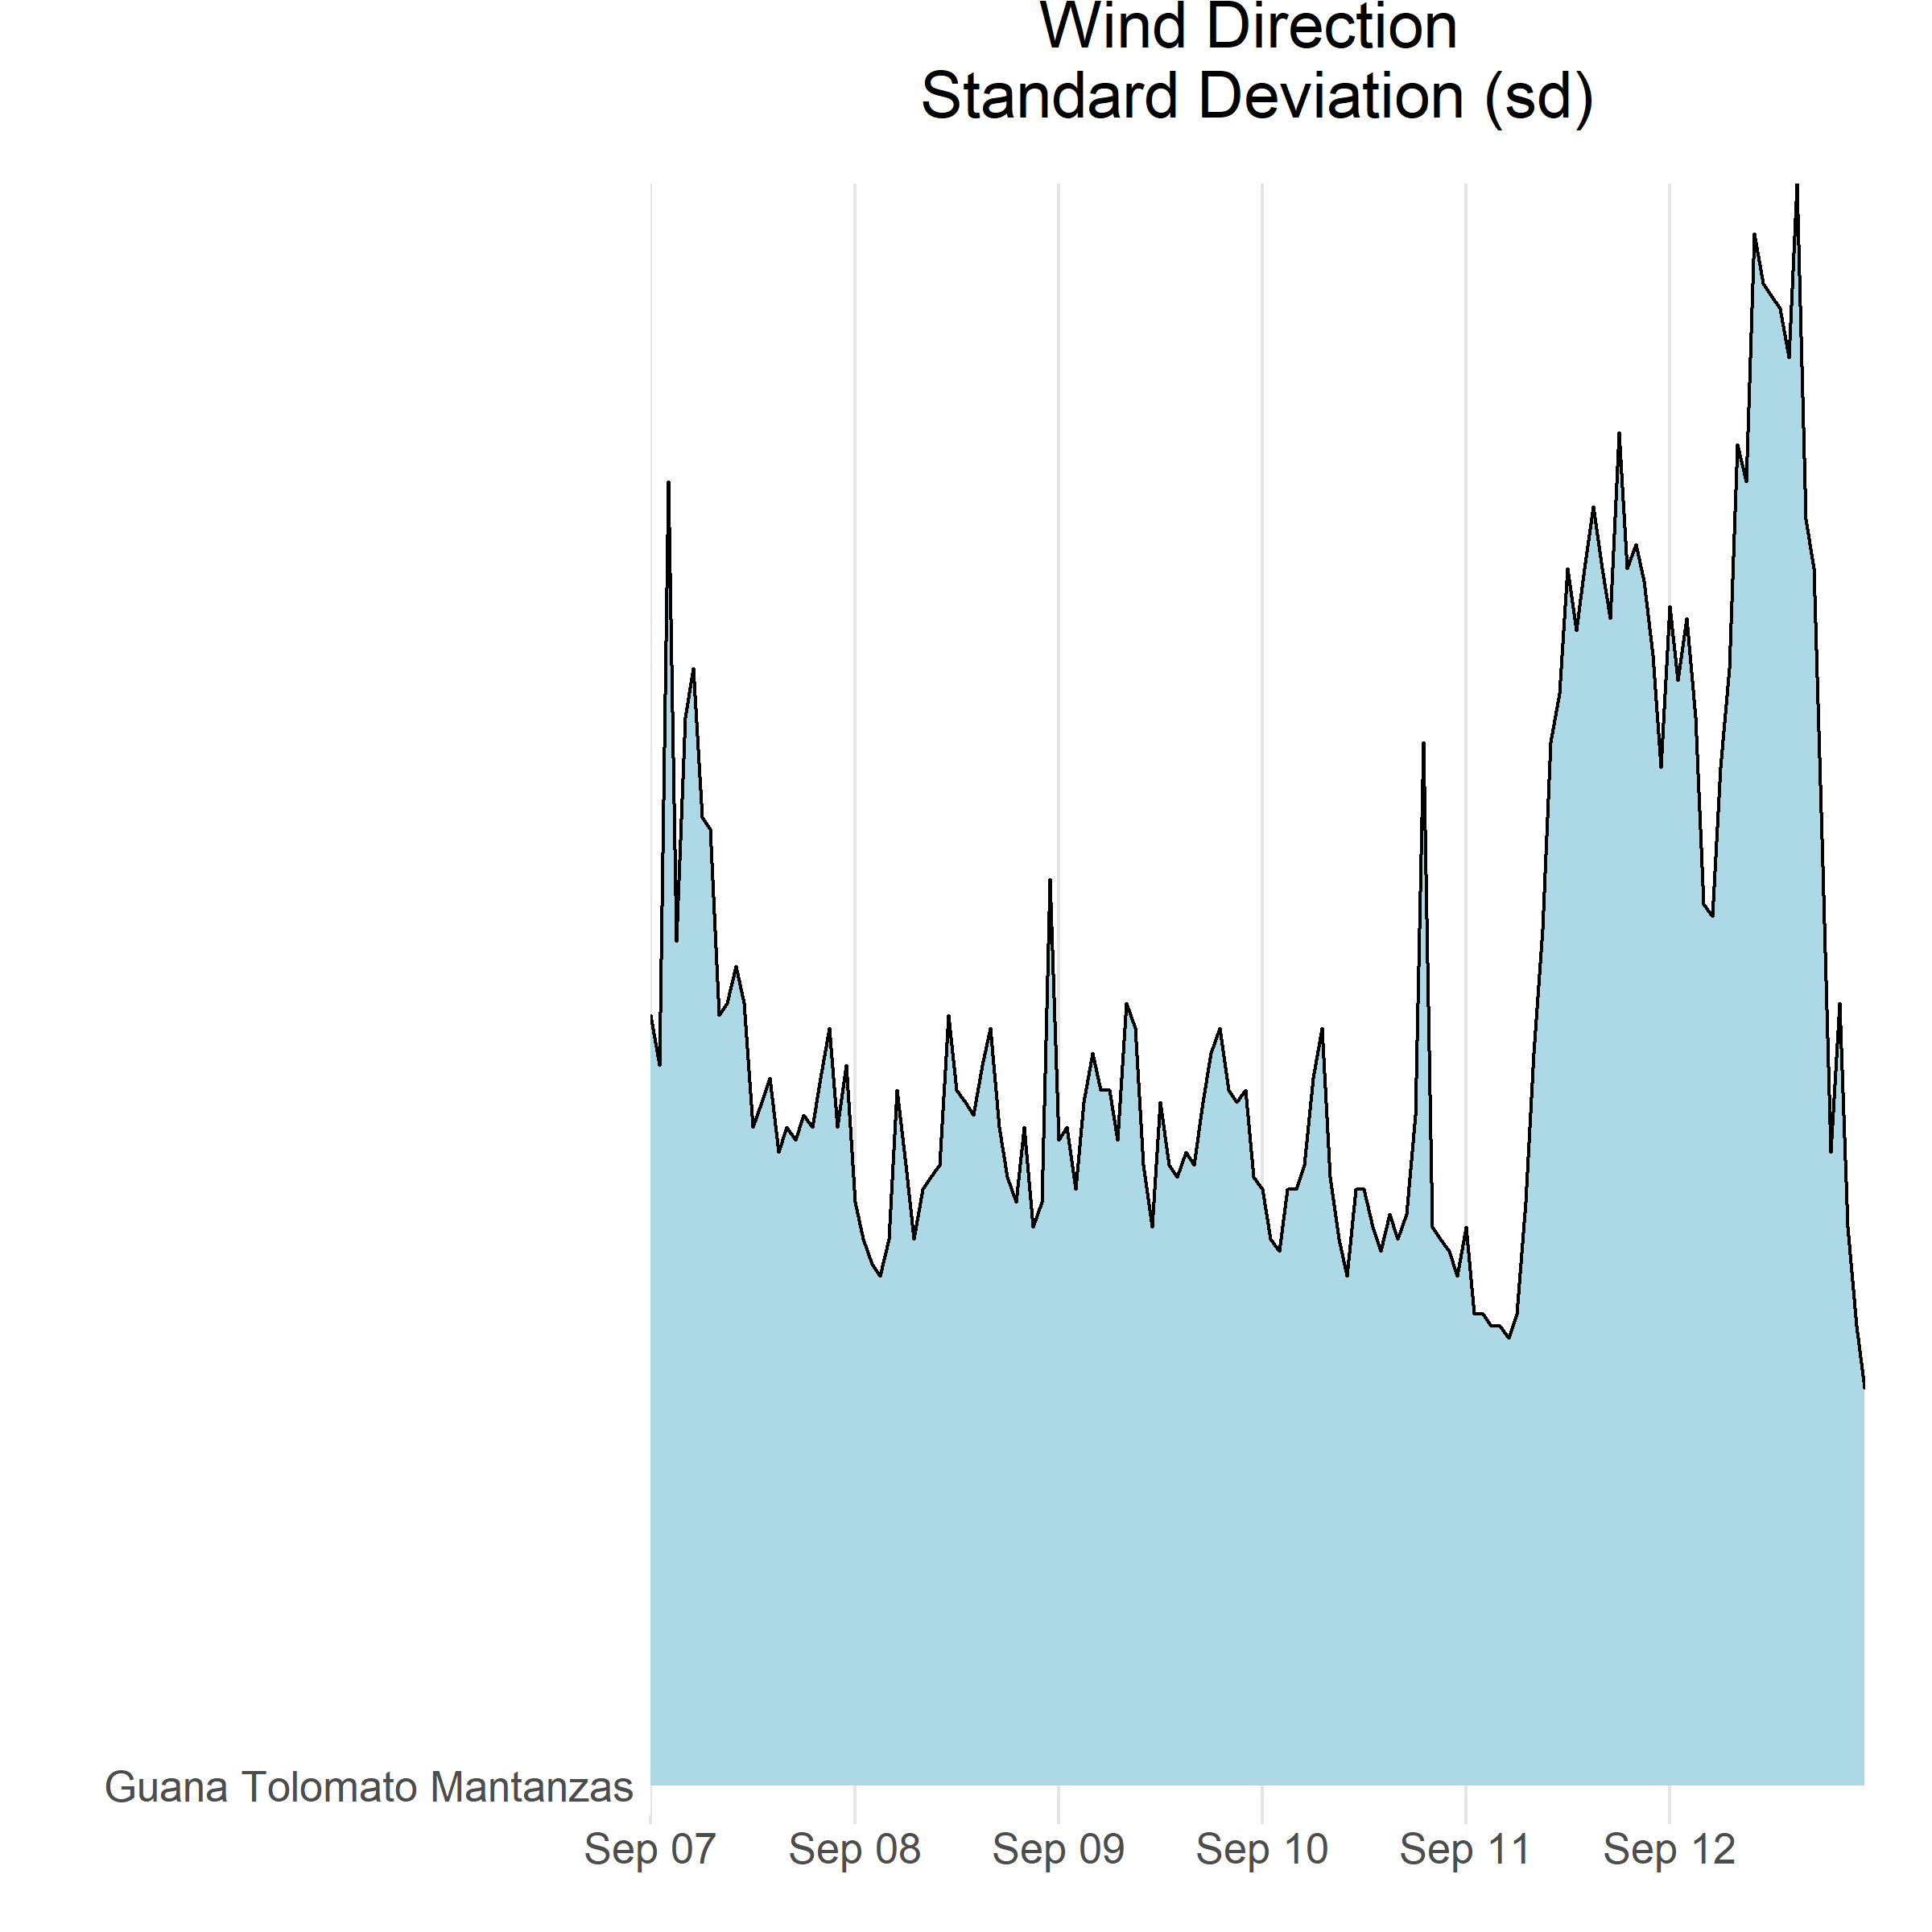 Wind Direction
Standard Deviation (sd)
Guana Tolomato Mantanzas
Sep 07 Sep 08 Sep 09 Sep 10 Sep 11 Sep 12